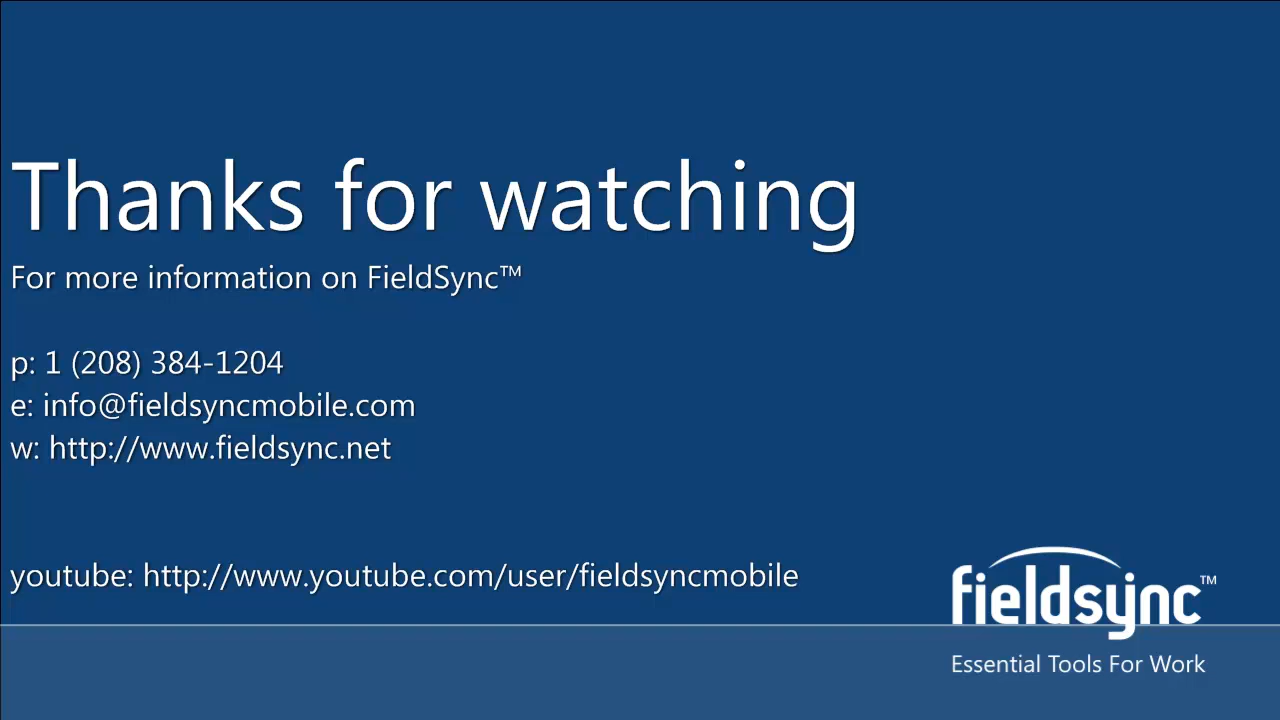 Thanks for watching
For more information on FieldSync™
p: 1 (208) 384-1204
e: info@fieldsyncmobile.com
w: http://www.fieldsync.net
youtube: http://www.youtube.com/user/fieldsyncmobile
fieldsync™
Essential Tools For Work